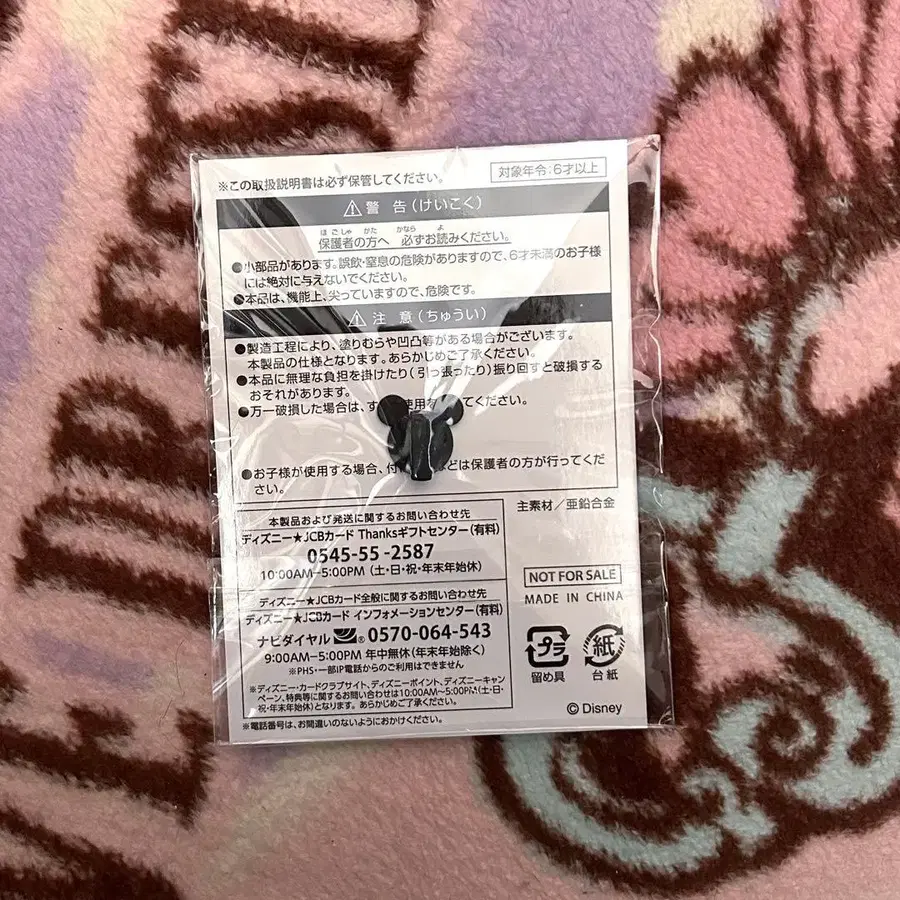 ※この取扱説明書は必ず保管してください。
対象年令:6才以上
⚠警 告(けいこく)
ほごしゃ かた かなら よ
保護者の方へ 必ずお読みください。
●小部品があります。誤飲・窒息の危険がありますので、6才未満のお子様
には絶対に与えないでください。
●本品は、機能上、尖っていますので、危険です。
⚠注 意(ちゅうい)
●製造工程により、塗りむらや凹凸等がある場合がございます。
本製品の仕様となります。あらかじめご了承ください。
●本品に無理な負担を掛けたり(引っ張ったり)振り回すと破損する
おそれがあります。
●万一破損した場合は、す 使用を てください。
●お子様が使用する場合、付 などは保護者の方が行ってくだ
さい。
本製品および発送に関するお問い合わせ先
ディズニー★JCBカード Thanksギフトセンター(有料)
0545-55-2587
10:00AM~5:00PM (土・日・祝・年末年始休)
主素材/亜鉛合金
ディズニー★JCBカード全般に関するお問い合わせ先
ディズニー★JCBカード インフォメーションセンター(有料)
ナビダイヤル ® 0570-064-543
9:00AM~5:00PM 年中無休(年末年始除く)
※PHS・一部IP電話からのご利用はできません
※ディズニー・カードクラブサイト、ディズニーポイント、ディズニーキャン
ペーン、特典等に関するお問い合わせは10:00AM~5:00PM(土・日・
祝・年末年始休)となります。あらかじめご了承ください。
※電話番号は、お間違いのないようにおかけください。
NOT FOR SALE
MADE IN CHINA
プラ
留め具
紙
台紙
© Disney